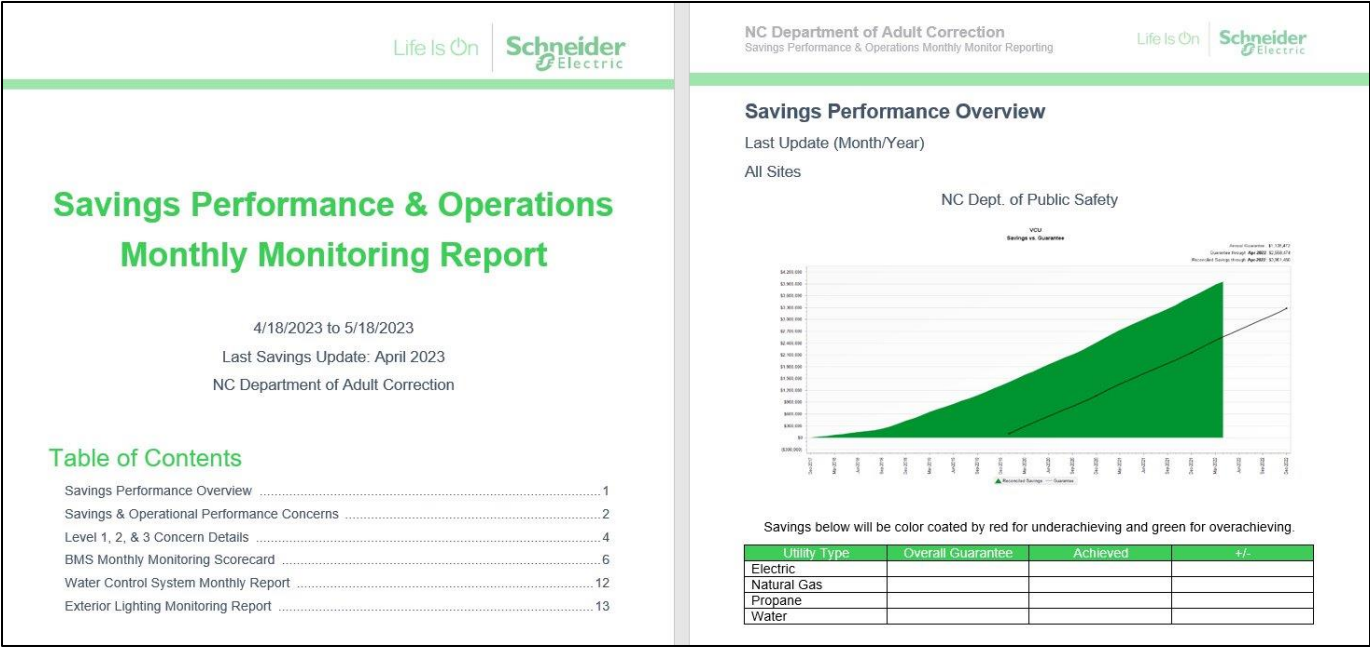 Life Is On
Schneider
Electric
Savings Performance & Operations
Monthly Monitoring Report
4/18/2023 to 5/18/2023
Last Savings Update: April 2023
NC Department of Adult Correction
Table of Contents
Savings Performance Overview ........ 1
Savings & Operational Performance Concerns ........ 2
Level 1, 2, & 3 Concern Details ........ 4
BMS Monthly Monitoring Scorecard ........ 6
Water Control System Monthly Report ........ 12
Exterior Lighting Monitoring Report ........ 13
NC Department of Adult Correction
Savings Performance & Operations Monthly Monitor Reporting
Life Is On
Schneider
Electric
Savings Performance Overview
Last Update (Month/Year)
All Sites
NC Dept. of Public Safety
VCU
Savings vs. Guarantee
Reconciled Savings Guarantee
Savings below will be color coated by red for underachieving and green for overachieving.
Utility Type Overall Guarantee Achieved +/-
Electric
Natural Gas
Propane
Water